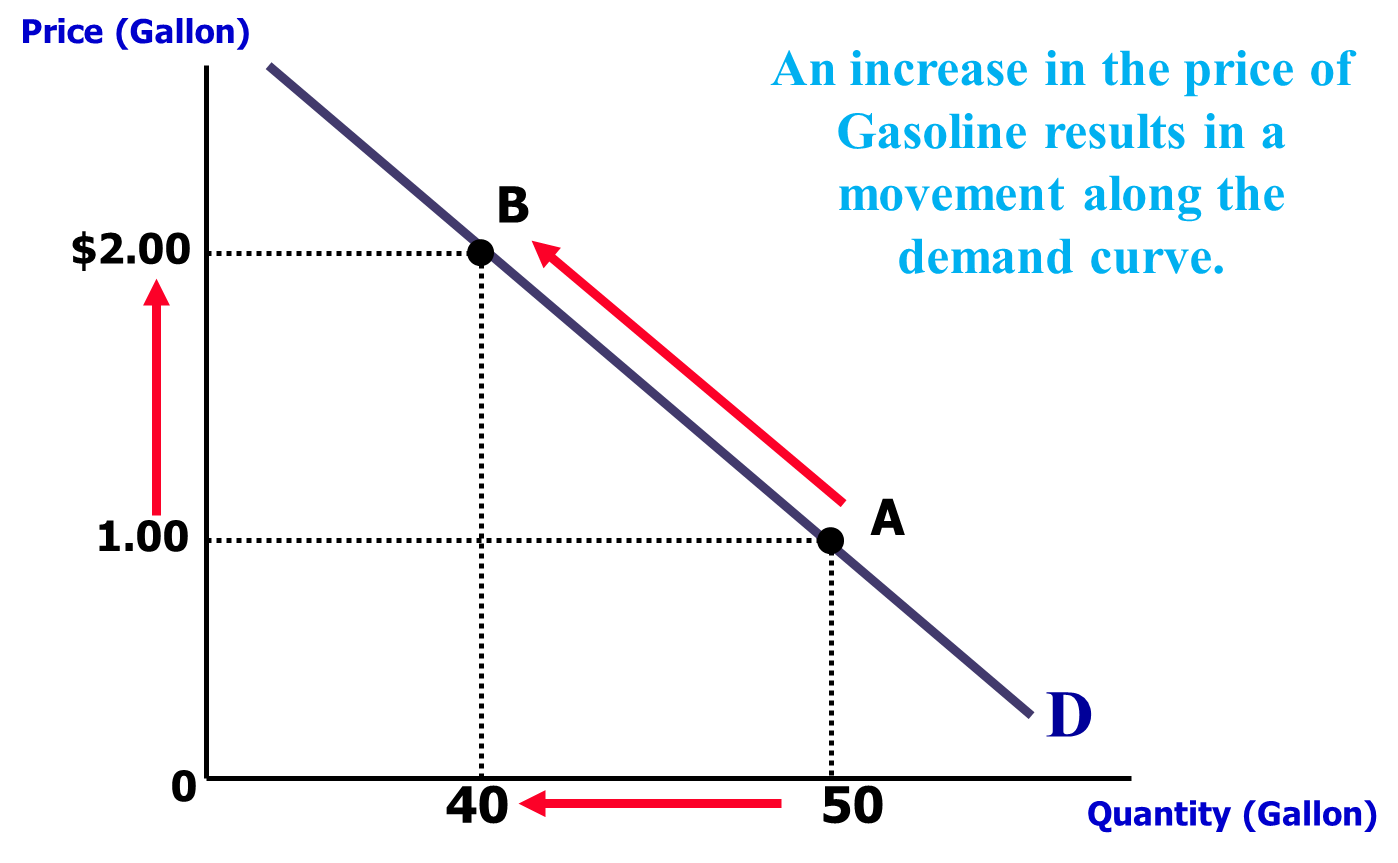 Price (Gallon)
An increase in the price of
Gasoline results in a
movement along the
demand curve.
B
$2.00
A
1.00
D
0
40
50
Quantity (Gallon)